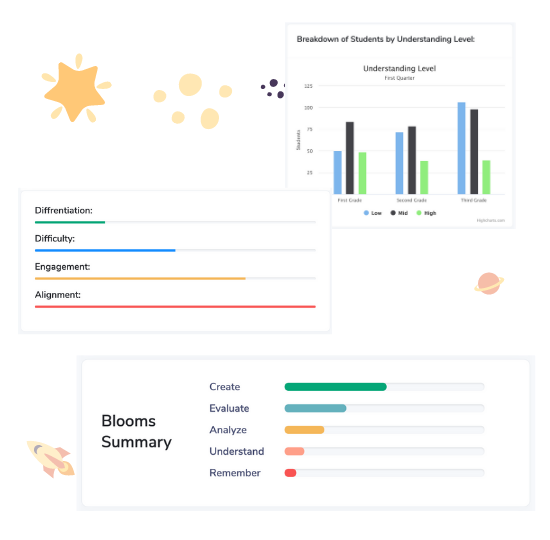 Breakdown of Students by Understanding Level:
Understanding Level
First Quarter
125
100
75
50
25
Students
First Grade Second Grade Third Grade
Low Mid High
Highcharts.com
Diffrentiation:
Difficulty:
Engagement:
Alignment:
Blooms
Summary
Create
Evaluate
Analyze
Understand
Remember